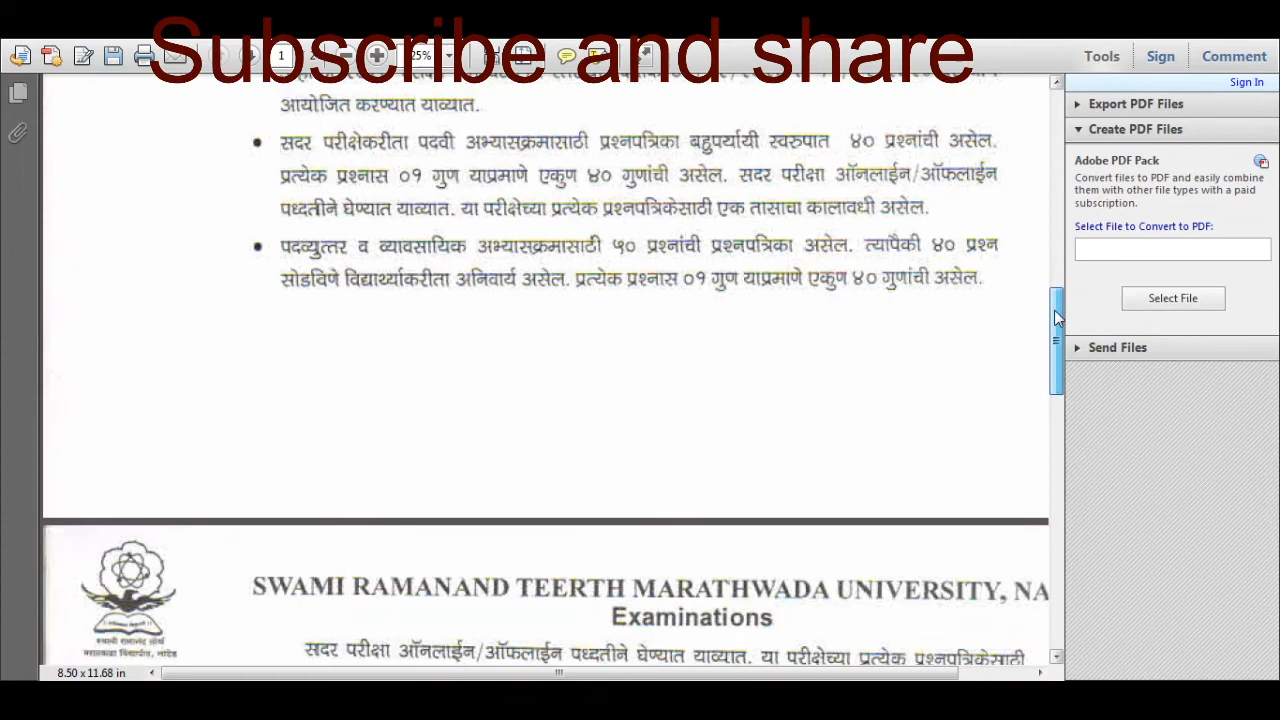 Subscribe and share
1
25%
Tools
Sign
Comment
Sign In
Export PDF Files
Create PDF Files
Adobe PDF Pack
Convert files to PDF and easily combine
them with other file types with a paid
subscription.
Select File to Convert to PDF:
Select File
Send Files
आयोजित करण्यात याव्यात.
• सदर परीक्षेकरीता पदवी अभ्यासक्रमासाठी प्रश्नपत्रिका बहुपर्यायी स्वरुपात ४० प्रश्नांची असेल.
प्रत्येक प्रश्नास ०१ गुण याप्रमाणे एकुण ४० गुणांची असेल. सदर परीक्षा ऑनलाईन/ऑफलाईन
पध्दतीने घेण्यात याव्यात. या परीक्षेच्या प्रत्येक प्रश्नपत्रिकेसाठी एक तासाचा कालावधी असेल.
• पदव्युत्तर व व्यावसायिक अभ्यासक्रमासाठी ५० प्रश्नांची प्रश्नपत्रिका असेल. त्यापैकी ४० प्रश्न
सोडविणे विद्यार्थ्याकरीता अनिवार्य असेल. प्रत्येक प्रश्नास ०१ गुण याप्रमाणे एकुण ४० गुणांची असेल.
SWAMI RAMANAND TEERTH MARATHWADA UNIVERSITY, NA
Examinations
स्वामी रामानंद तीर्थ
मराठवाडा विद्यापीठ, नांदेड
सदर परीक्षा ऑनलाईन/ऑफलाईन पध्दतीने घेण्यात याव्यात. या परीक्षेच्या प्रत्येक प्रश्नपत्रिकेसाठी
8.50 x 11.68 in